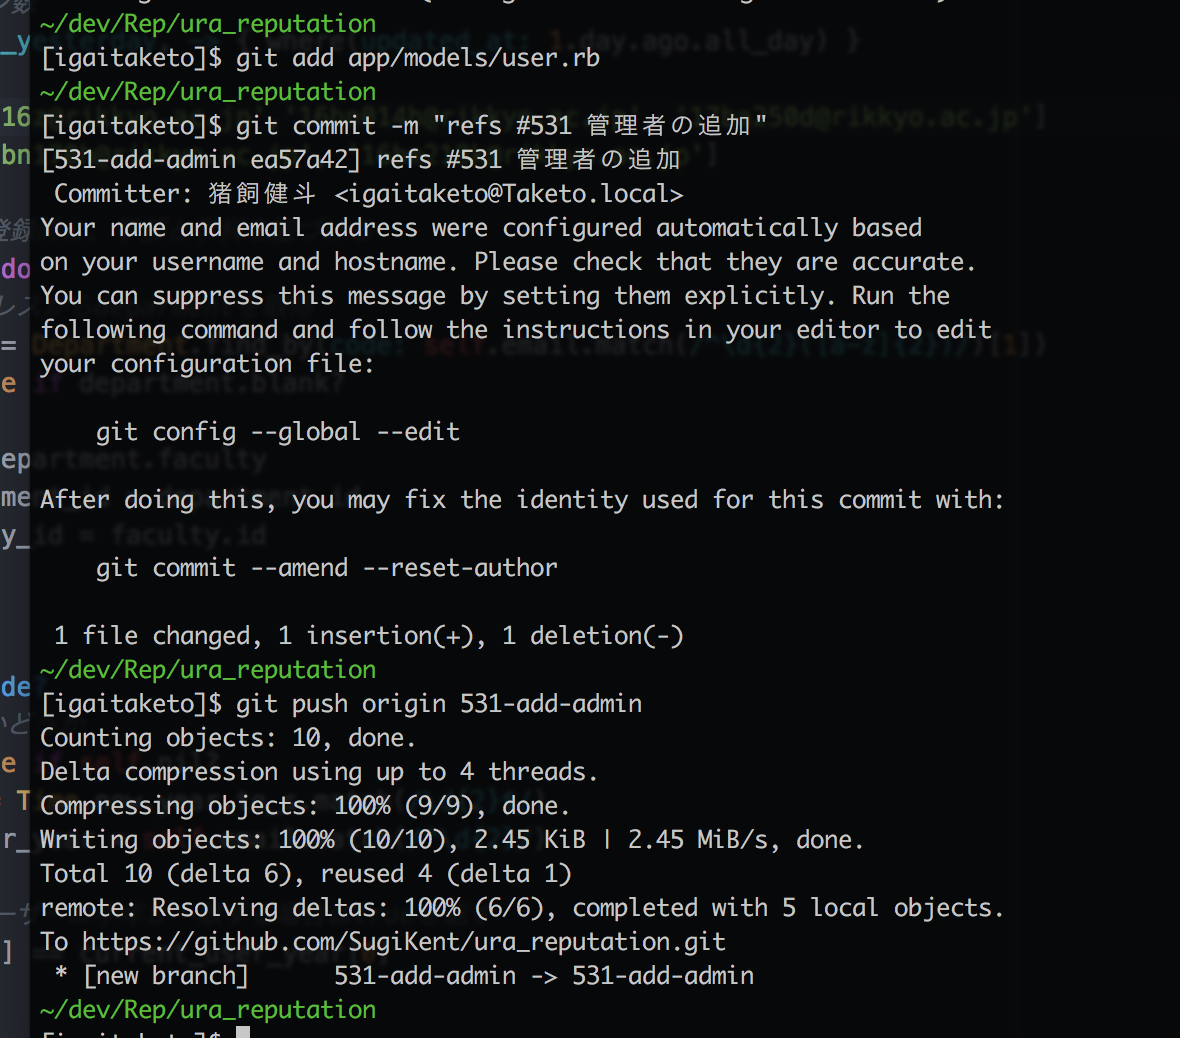 ~/dev/Rep/ura_reputation
[igaitaketo]$ git add app/models/user.rb
~/dev/Rep/ura_reputation
[igaitaketo]$ git commit -m "refs #531 管理者の追加"
[531-add-admin ea57a42] refs #531 管理者の追加
Committer: 猪飼健斗 <igaitaketo@Taketo.local>
Your name and email address were configured automatically based
on your username and hostname. Please check that they are accurate.
You can suppress this message by setting them explicitly. Run the
following command and follow the instructions in your editor to edit
your configuration file:
git config --global --edit
After doing this, you may fix the identity used for this commit with:
git commit --amend --reset-author
1 file changed, 1 insertion(+), 1 deletion(-)
~/dev/Rep/ura_reputation
[igaitaketo]$ git push origin 531-add-admin
Counting objects: 10, done.
Delta compression using up to 4 threads.
Compressing objects: 100% (9/9), done.
Writing objects: 100% (10/10), 2.45 KiB | 2.45 MiB/s, done.
Total 10 (delta 6), reused 4 (delta 1)
remote: Resolving deltas: 100% (6/6), completed with 5 local objects.
To https://github.com/SugiKent/ura_reputation.git
* [new branch] 531-add-admin -> 531-add-admin
~/dev/Rep/ura_reputation